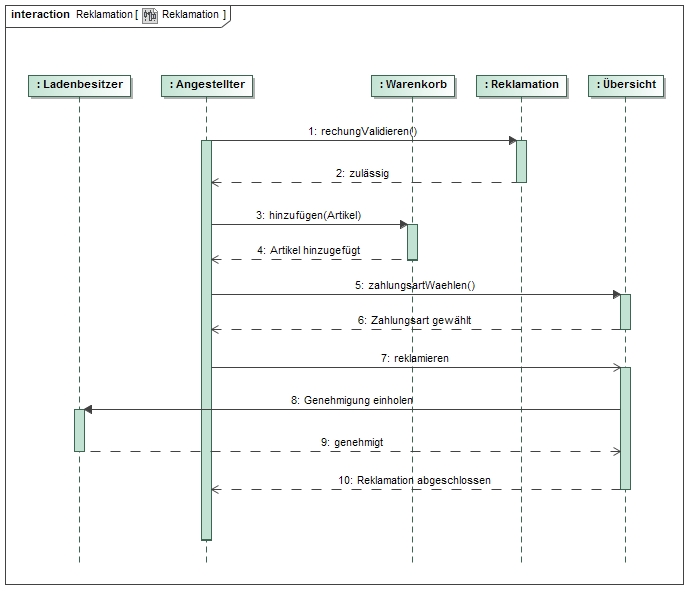 interaction Reklamation [ Reklamation ]
: Ladenbesitzer : Angestellter : Warenkorb : Reklamation : Übersicht
1: rechungValidieren()
2: zulässig
3: hinzufügen(Artikel)
4: Artikel hinzugefügt
5: zahlungsartWaehlen()
6: Zahlungsart gewählt
7: reklamieren
8: Genehmigung einholen
9: genehmigt
10: Reklamation abgeschlossen